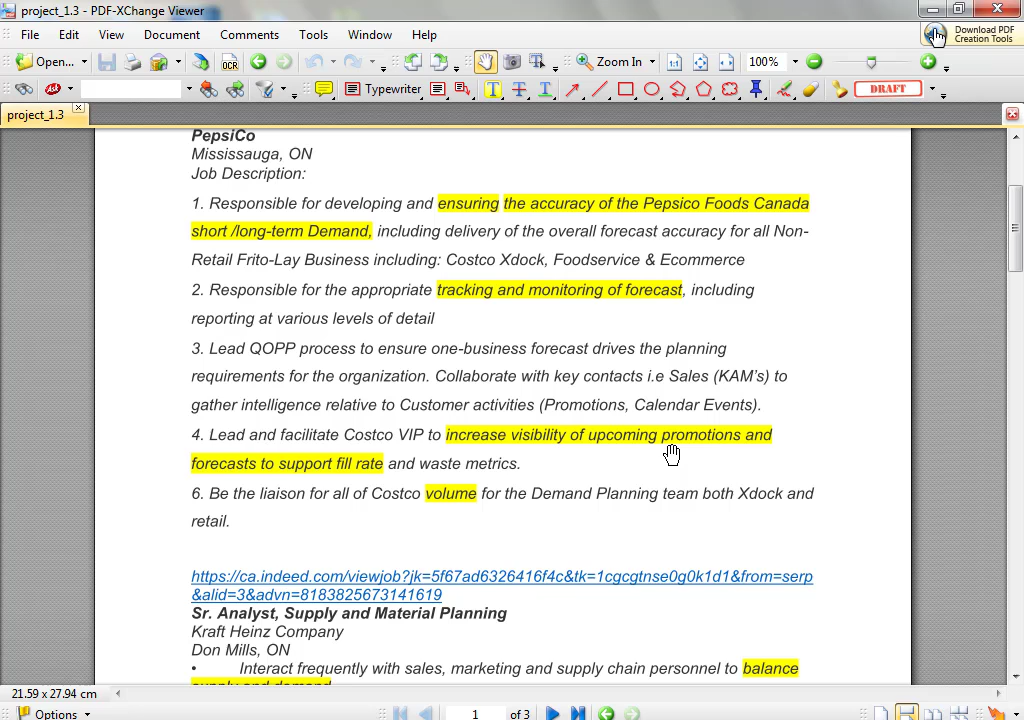 project_1.3 - PDF-XChange Viewer
File Edit View Document Comments Tools Window Help
Download PDF
Creation Tools
Open... OCR Zoom In 100%
Typewriter DRAFT
project_1.3
PepsiCo
Mississauga, ON
Job Description:
1. Responsible for developing and ensuring the accuracy of the Pepsico Foods Canada
short /long-term Demand, including delivery of the overall forecast accuracy for all Non-
Retail Frito-Lay Business including: Costco Xdock, Foodservice & Ecommerce
2. Responsible for the appropriate tracking and monitoring of forecast, including
reporting at various levels of detail
3. Lead QOPP process to ensure one-business forecast drives the planning
requirements for the organization. Collaborate with key contacts i.e Sales (KAM's) to
gather intelligence relative to Customer activities (Promotions, Calendar Events).
4. Lead and facilitate Costco VIP to increase visibility of upcoming promotions and
forecasts to support fill rate and waste metrics.
6. Be the liaison for all of Costco volume for the Demand Planning team both Xdock and
retail.
https://ca.indeed.com/viewjob?jk=5f67ad6326416f4c&tk=1cgcgtnse0g0k1d1&from=serp
&alid=3&advn=8183825673141619
Sr. Analyst, Supply and Material Planning
Kraft Heinz Company
Don Mills, ON
• Interact frequently with sales, marketing and supply chain personnel to balance
supply and demand
21.59 x 27.94 cm
Options 1 of 3